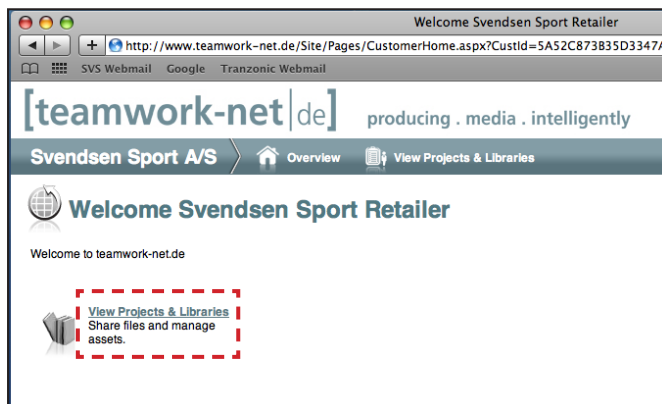 Welcome Svendsen Sport Retailer
http://www.teamwork-net.de/Site/Pages/CustomerHome.aspx?CustId=5A52C873B35D3347A
SVS Webmail Google Tranzonic Webmail
[teamwork-net|de] producing . media . intelligently
Svendsen Sport A/S Overview View Projects & Libraries
Welcome Svendsen Sport Retailer
Welcome to teamwork-net.de
View Projects & Libraries
Share files and manage
assets.